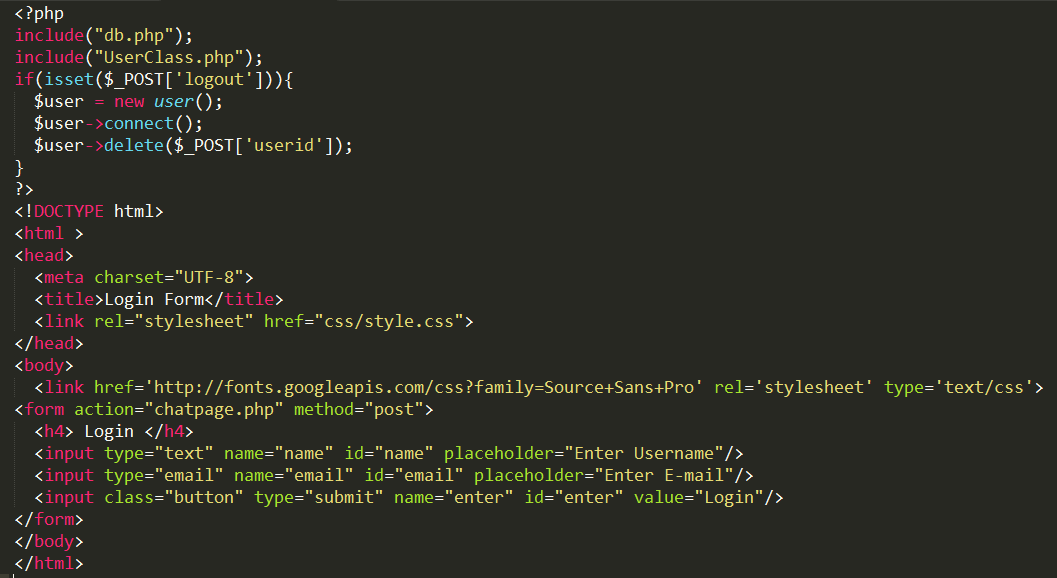 <?php
include("db.php");
include("UserClass.php");
if(isset($_POST['logout'])){
  $user = new user();
  $user->connect();
  $user->delete($_POST['userid']);
}
?>
<!DOCTYPE html>
<html >
<head>
  <meta charset="UTF-8">
  <title>Login Form</title>
  <link rel="stylesheet" href="css/style.css">
</head>
<body>
  <link href='http://fonts.googleapis.com/css?family=Source+Sans+Pro' rel='stylesheet' type='text/css'>
<form action="chatpage.php" method="post">
  <h4> Login </h4>
  <input type="text" name="name" id="name" placeholder="Enter Username"/>
  <input type="email" name="email" id="email" placeholder="Enter E-mail"/>
  <input class="button" type="submit" name="enter" id="enter" value="Login"/>
</form>
</body>
</html>